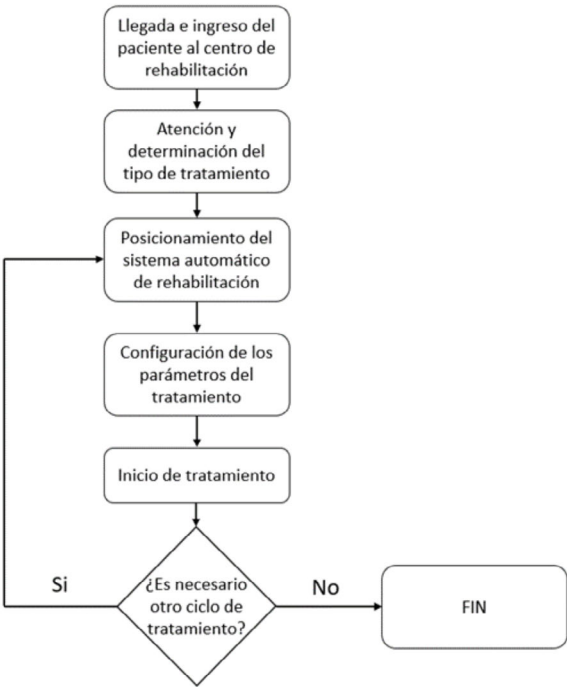 Llegada e ingreso del
paciente al centro de
rehabilitación
Atención y
determinación del
tipo de tratamiento
Posicionamiento del
sistema automático
de rehabilitación
Configuración de los
parámetros del
tratamiento
Inicio de tratamiento
¿Es necesario
otro ciclo de
tratamiento?
Si
No
FIN